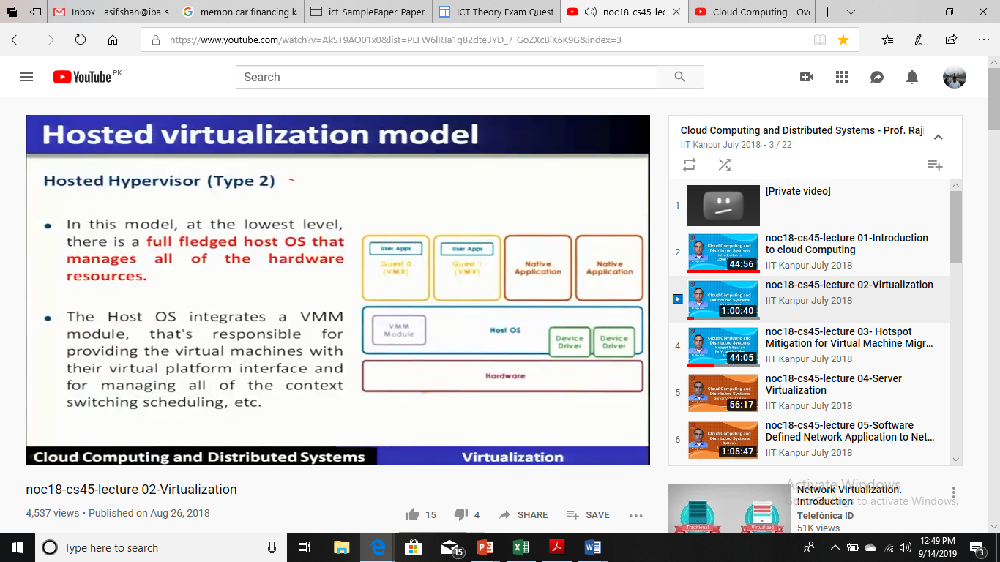 Inbox - asif.shah@iba-s
memon car financing k
ict-SamplePaper-Paper
ICT Theory Exam Quest
noc18-cs45-lec
Cloud Computing - Ove
https://www.youtube.com/watch?v=AkST9AO01x0&list=PLFW6lRTa1g82dte3YD_7-GoZXcBiK6K9G&index=3
YouTube PK
Search
Hosted virtualization model
Hosted Hypervisor (Type 2)
• In this model, at the lowest level,
there is a full fledged host OS that
manages all of the hardware
resources.
• The Host OS integrates a VMM
module, that's responsible for
providing the virtual machines with
their virtual platform interface and
for managing all of the context
switching scheduling, etc.
User Apps
Guest 0
(VMX)
User Apps
Guest 1
(VMX)
Native
Application
Native
Application
VMM
Module
Host OS
Device
Driver
Device
Driver
Hardware
Cloud Computing and Distributed Systems
Virtualization
noc18-cs45-lecture 02-Virtualization
4,537 views • Published on Aug 26, 2018
15
4
SHARE
SAVE
Cloud Computing and Distributed Systems - Prof. Raj
IIT Kanpur July 2018 - 3 / 22
1
[Private video]
2
44:56
noc18-cs45-lecture 01-Introduction
to cloud Computing
IIT Kanpur July 2018
1:00:40
noc18-cs45-lecture 02-Virtualization
IIT Kanpur July 2018
4
44:05
noc18-cs45-lecture 03- Hotspot
Mitigation for Virtual Machine Migr...
IIT Kanpur July 2018
5
56:17
noc18-cs45-lecture 04-Server
Virtualization
IIT Kanpur July 2018
6
1:05:47
noc18-cs45-lecture 05-Software
Defined Network Application to Net...
IIT Kanpur July 2018
Traditional
Virtualized
Network Virtualization.
Introduction
Telefónica ID
51K views
Activate Windows
Go to Settings to activate Windows.
Type here to search
15
12:49 PM
9/14/2019
3